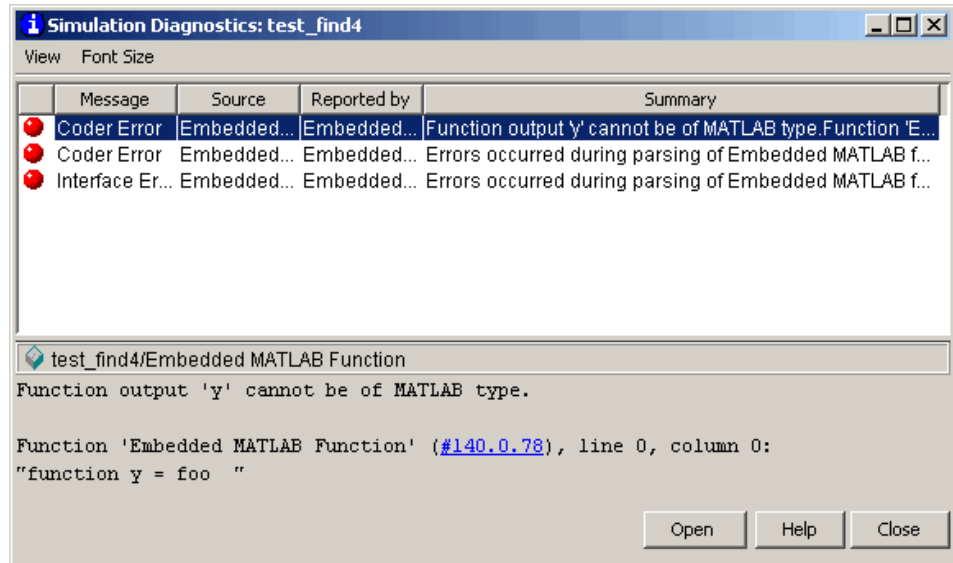 Simulation Diagnostics: test_find4
View Font Size
Message Source Reported by Summary
Coder Error Embedded... Embedded... Function output 'y' cannot be of MATLAB type.Function 'E...
Coder Error Embedded... Embedded... Errors occurred during parsing of Embedded MATLAB f...
Interface Er... Embedded... Embedded... Errors occurred during parsing of Embedded MATLAB f...
test_find4/Embedded MATLAB Function
Function output 'y' cannot be of MATLAB type.
Function 'Embedded MATLAB Function' (#140.0.78), line 0, column 0:
"function y = foo  "
Open Help Close